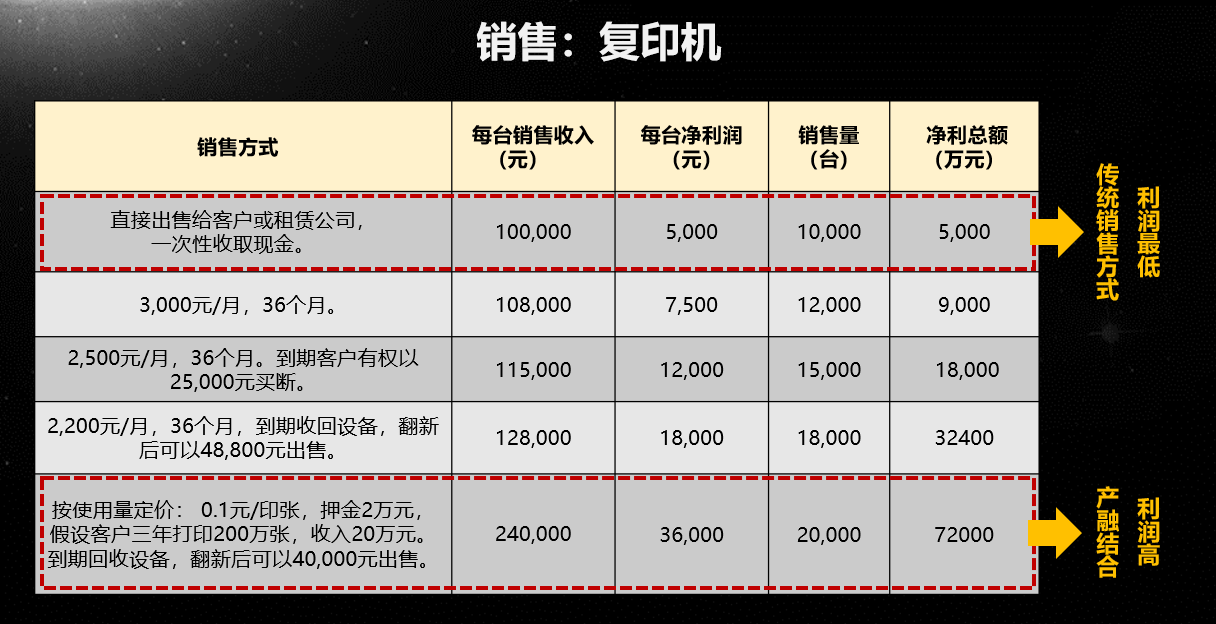 销售：复印机
销售方式
每台销售收入
（元）
每台净利润
（元）
销售量
（台）
净利总额
（万元）
直接出售给客户或租赁公司，
一次性收取现金。
100,000
5,000
10,000
5,000
3,000元/月，36个月。
108,000
7,500
12,000
9,000
2,500元/月，36个月。到期客户有权以
25,000元买断。
115,000
12,000
15,000
18,000
2,200元/月，36个月，到期收回设备，翻新
后可以48,800元出售。
128,000
18,000
18,000
32400
按使用量定价： 0.1元/印张，押金2万元，
假设客户三年打印200万张，收入20万元。
到期回收设备，翻新后可以40,000元出售。
240,000
36,000
20,000
72000
传统销售方式
利润最低
产融结合
利润高